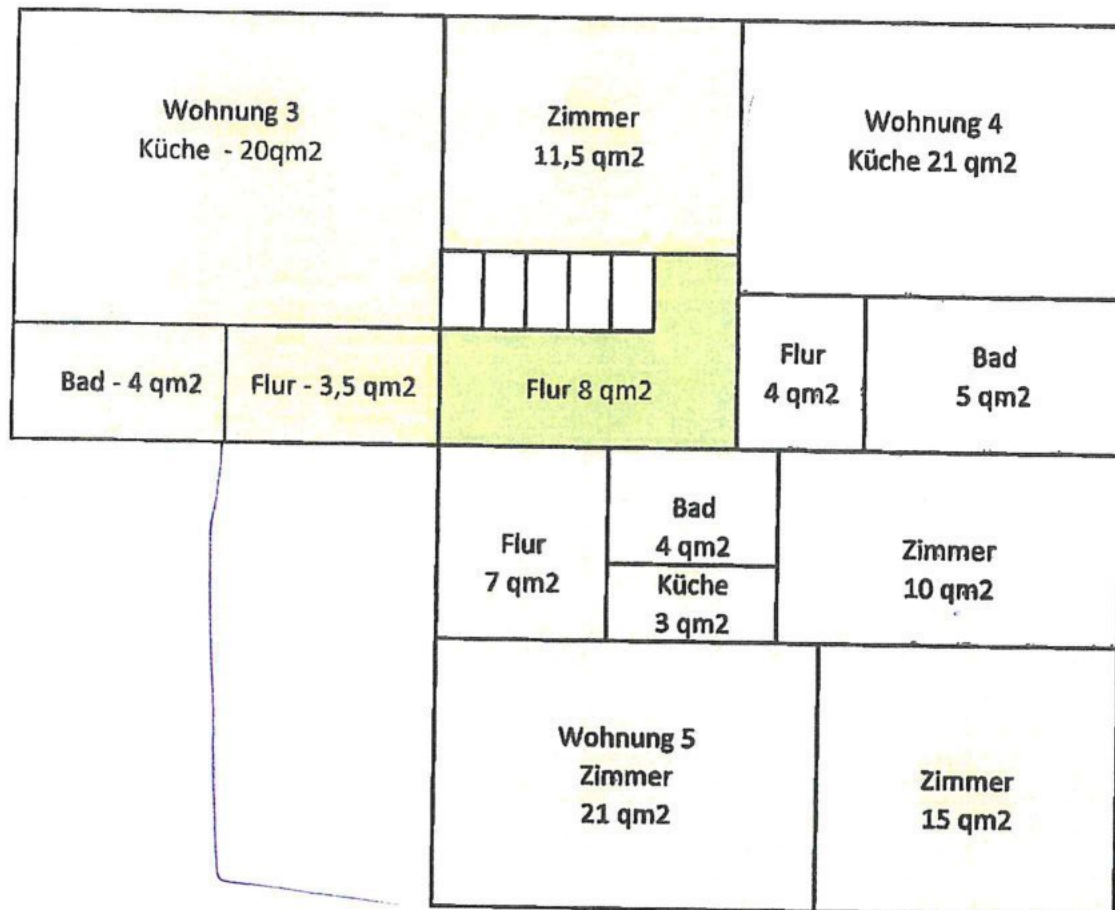 Wohnung 3
Küche - 20qm2
Zimmer
11,5 qm2
Wohnung 4
Küche 21 qm2
Bad - 4 qm2
Flur - 3,5 qm2
Flur 8 qm2
Flur
4 qm2
Bad
5 qm2
Flur
7 qm2
Bad
4 qm2
Küche
3 qm2
Zimmer
10 qm2
Wohnung 5
Zimmer
21 qm2
Zimmer
15 qm2